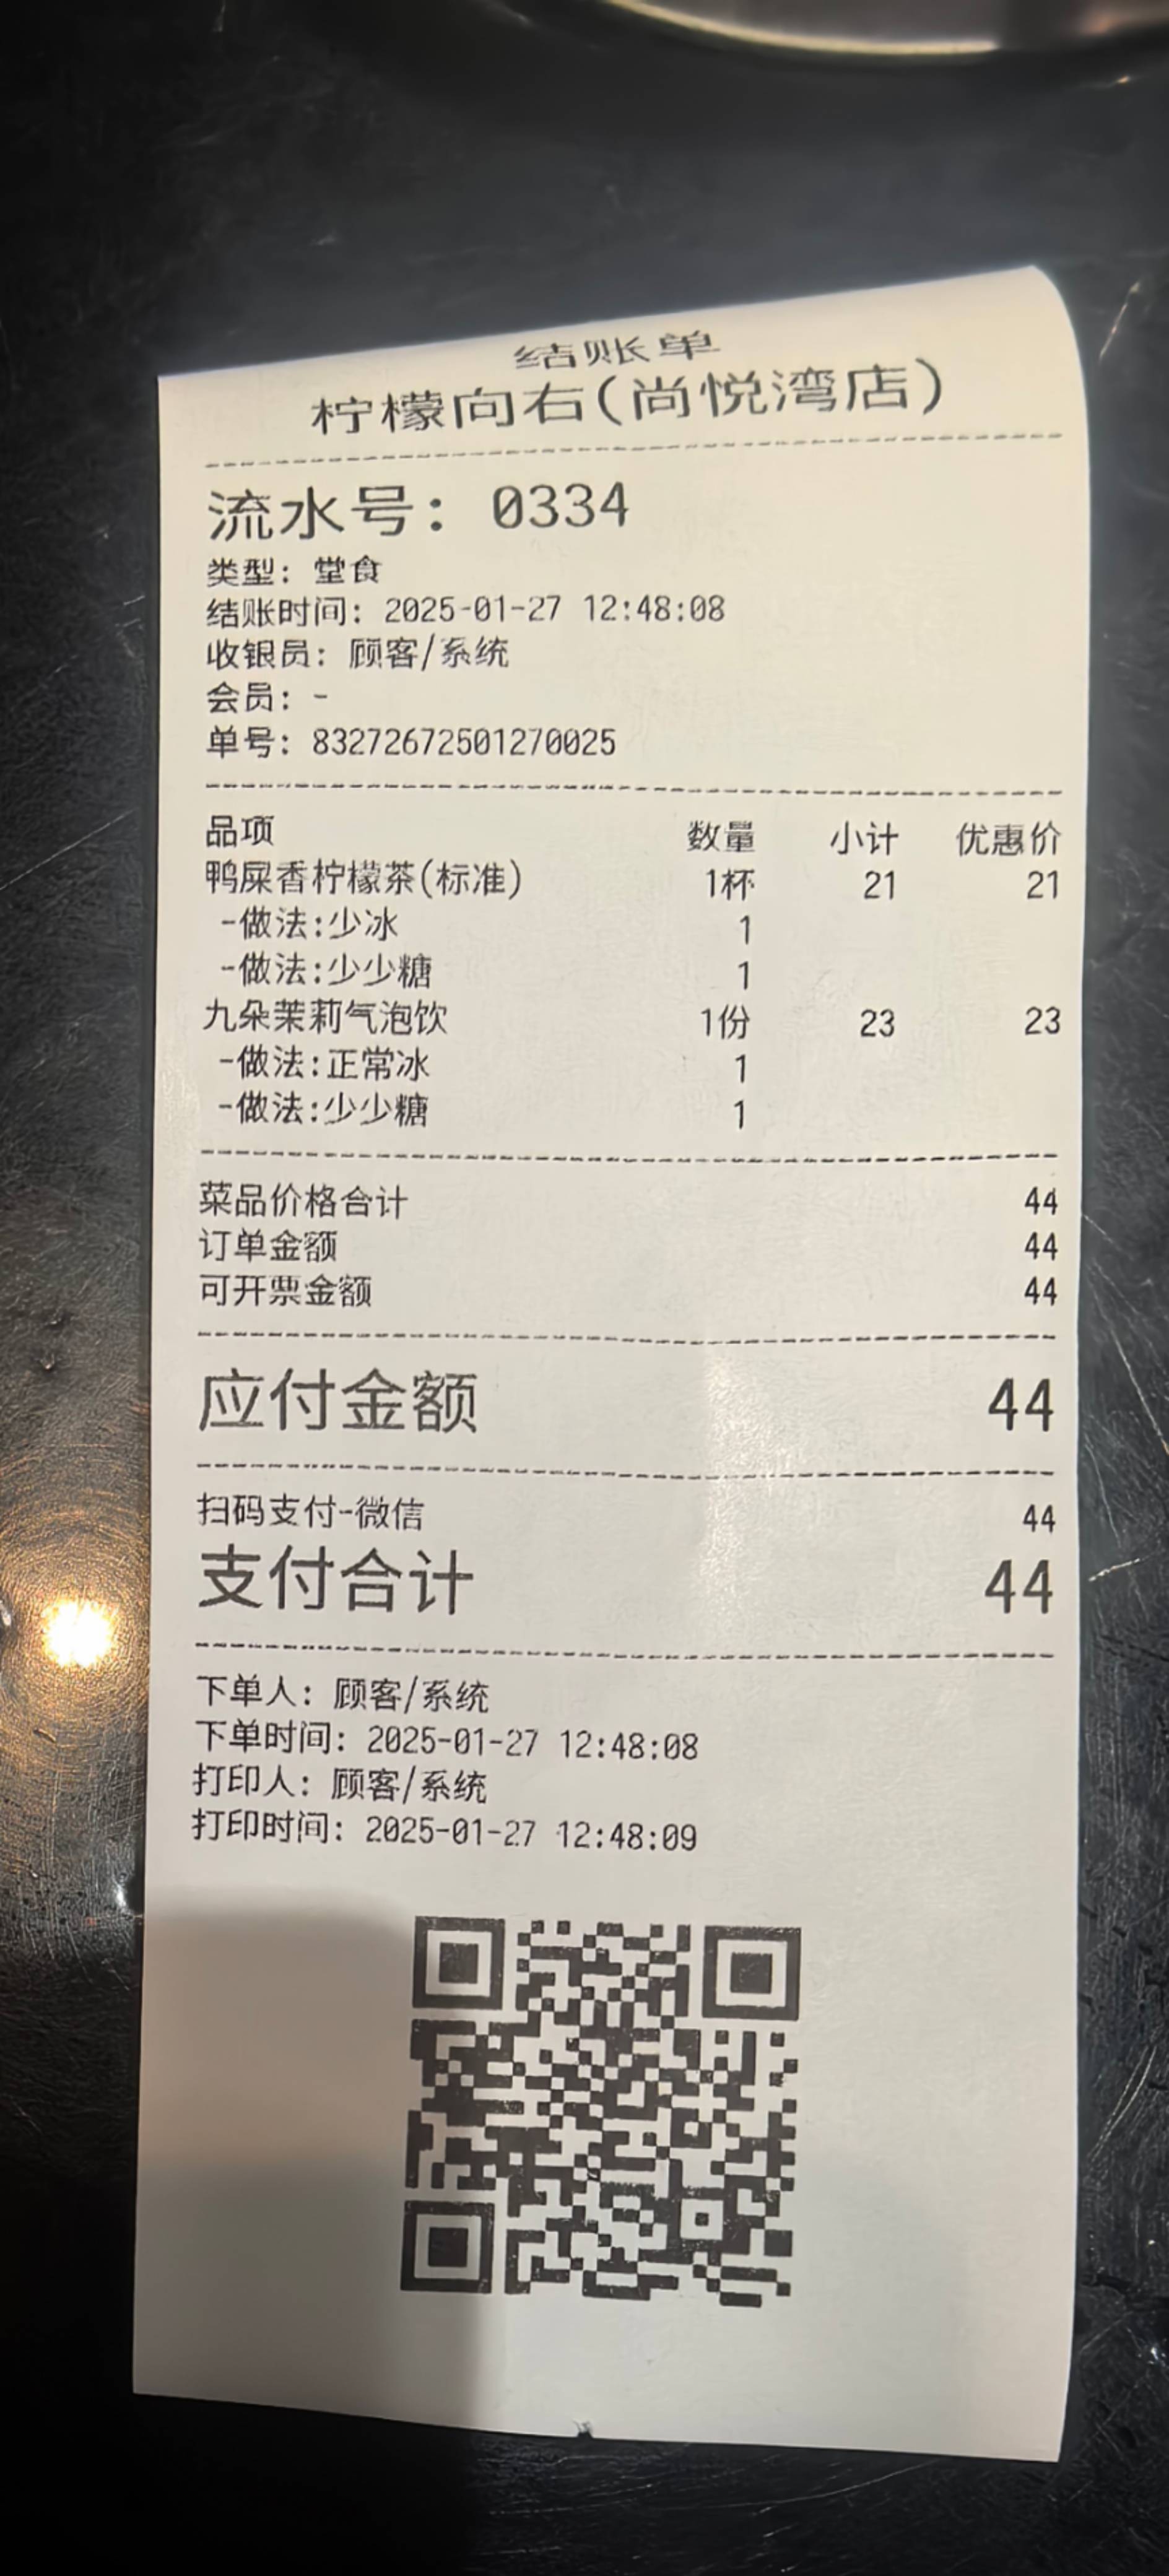 结账单
柠檬向右(尚悦湾店)
流水号: 0334
类型: 堂食
结账时间: 2025-01-27 12:48:08
收银员: 顾客/系统
会员: -
单号: 83272672501270025
品项 数量 小计 优惠价
鸭屎香柠檬茶(标准) 1杯 21 21
-做法:少冰 1
-做法:少少糖 1
九朵茉莉气泡饮 1份 23 23
-做法:正常冰 1
-做法:少少糖 1
菜品价格合计 44
订单金额 44
可开票金额 44
应付金额 44
扫码支付-微信 44
支付合计 44
下单人: 顾客/系统
下单时间: 2025-01-27 12:48:08
打印人: 顾客/系统
打印时间: 2025-01-27 12:48:09